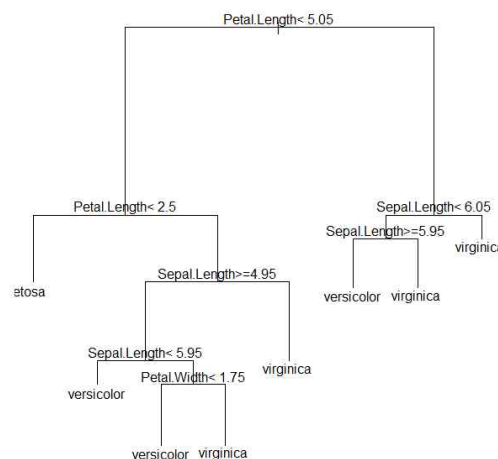 Petal.Length< 5.05
Petal.Length< 2.5
Sepal.Length< 6.05
Sepal.Length>=5.95
virginica
etosa
Sepal.Length>=4.95
versicolor
virginica
Sepal.Length< 5.95
virginica
Petal.Width< 1.75
versicolor
versicolor
virginica